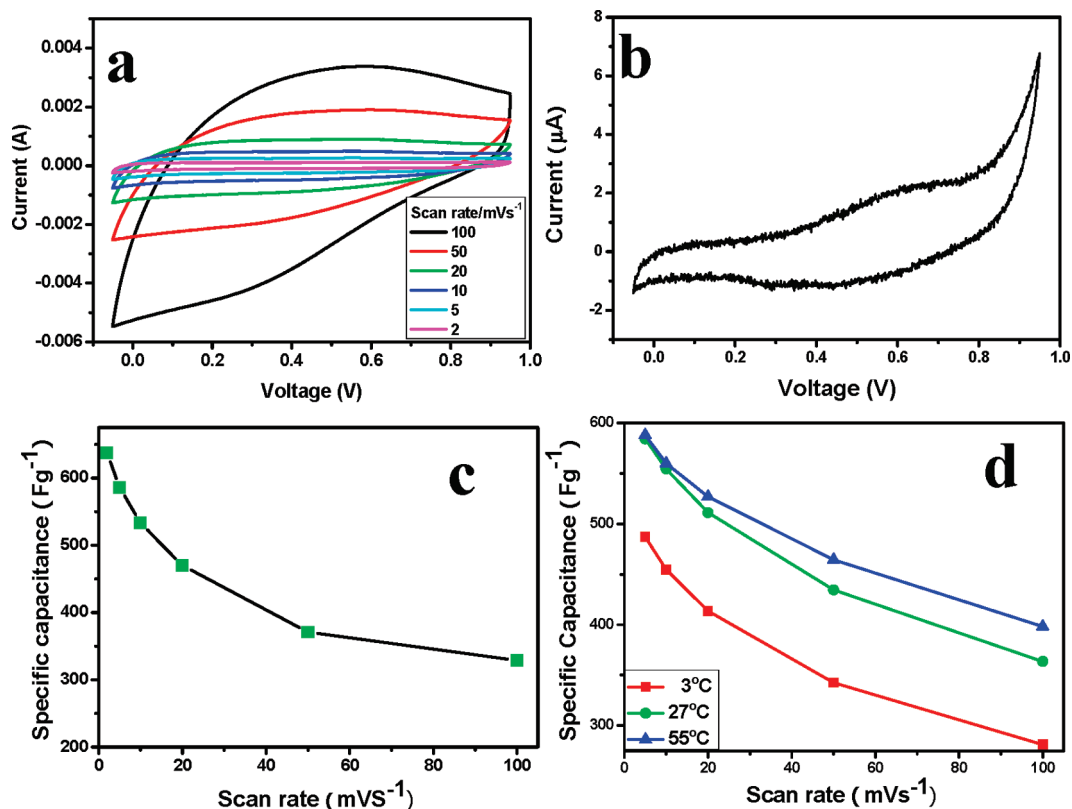 a
0.004
0.002
0.000
-0.002
-0.004
-0.006
Current (A)
Scan rate/mVs-1
100
50
20
10
5
2
0.0 0.2 0.4 0.6 0.8 1.0
Voltage (V)
b
8
6
4
2
0
-2
Current (μA)
0.0 0.2 0.4 0.6 0.8 1.0
Voltage (V)
c
600
500
400
300
200
Specific capacitance ( Fg-1)
0 20 40 60 80 100
Scan rate ( mVS-1)
d
600
500
400
300
Specific Capacitance ( Fg-1)
3°C
27°C
55°C
0 20 40 60 80 100
Scan rate ( mVs-1)